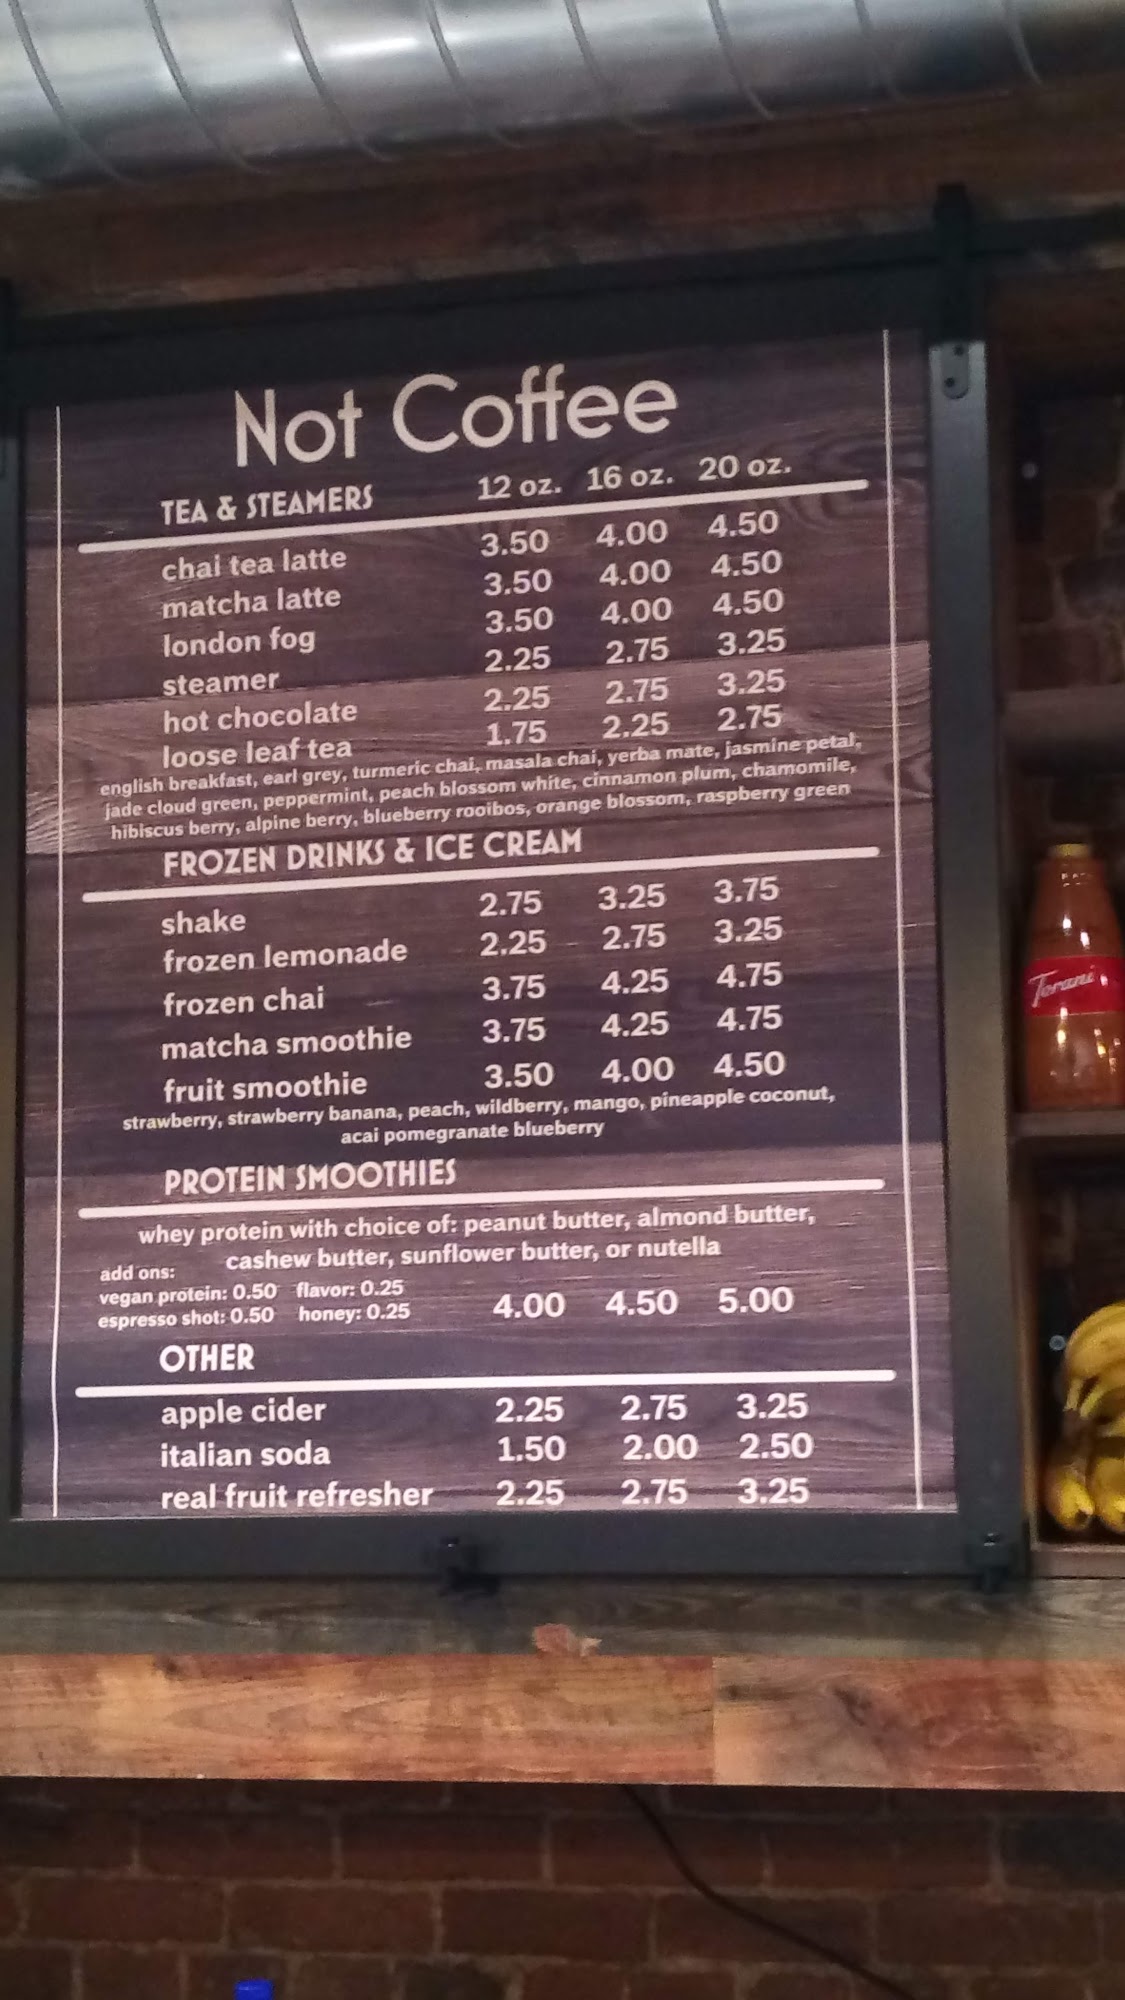 Not Coffee
TEA & STEAMERS 12 oz. 16 oz. 20 oz.
chai tea latte 3.50 4.00 4.50
matcha latte 3.50 4.00 4.50
london fog 3.50 4.00 4.50
steamer 2.25 2.75 3.25
hot chocolate 2.25 2.75 3.25
loose leaf tea 1.75 2.25 2.75
english breakfast, earl grey, turmeric chai, masala chai, yerba mate, jasmine petal,
jade cloud green, peppermint, peach blossom white, cinnamon plum, chamomile,
hibiscus berry, alpine berry, blueberry rooibos, orange blossom, raspberry green
FROZEN DRINKS & ICE CREAM
shake 2.75 3.25 3.75
frozen lemonade 2.25 2.75 3.25
frozen chai 3.75 4.25 4.75
matcha smoothie 3.75 4.25 4.75
fruit smoothie 3.50 4.00 4.50
strawberry, strawberry banana, peach, wildberry, mango, pineapple coconut,
acai pomegranate blueberry
PROTEIN SMOOTHIES
whey protein with choice of: peanut butter, almond butter,
cashew butter, sunflower butter, or nutella
add ons:
vegan protein: 0.50 flavor: 0.25
espresso shot: 0.50 honey: 0.25
4.00 4.50 5.00
OTHER
apple cider 2.25 2.75 3.25
italian soda 1.50 2.00 2.50
real fruit refresher 2.25 2.75 3.25
Torani